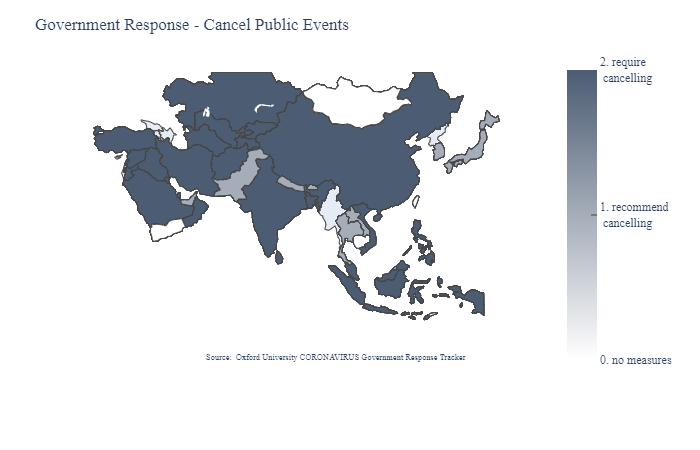 Government Response - Cancel Public Events
2. require
cancelling
1. recommend
cancelling
0. no measures
Source: Oxford University CORONAVIRUS Government Response Tracker